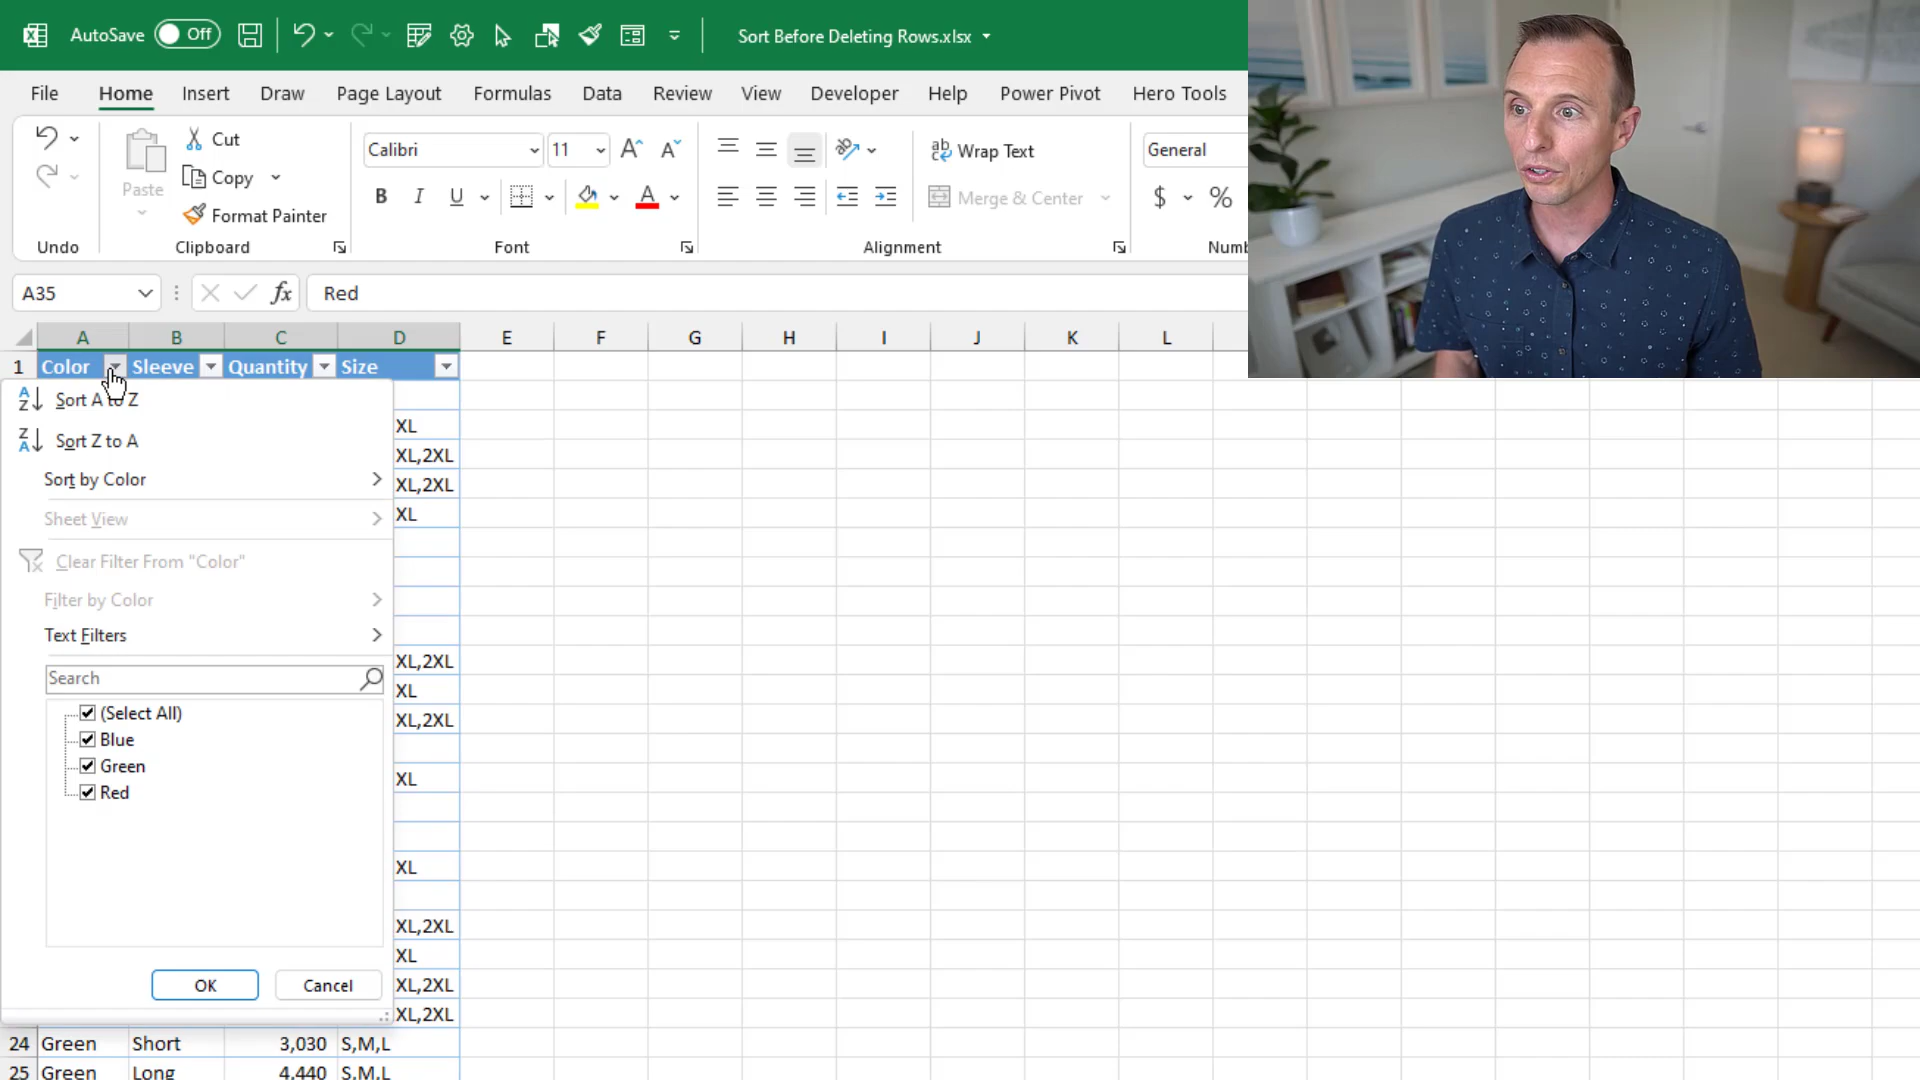 AutoSave Off Sort Before Deleting Rows.xlsx
File Home Insert Draw Page Layout Formulas Data Review View Developer Help Power Pivot Hero Tools
Paste
Cut
Copy
Format Painter
Calibri 11
B I U A
ab Wrap Text
Merge & Center
General
$ %
Undo Clipboard Font Alignment Numb
A35 fx Red
A B C D E F G H I J K L
1 Color Sleeve Quantity Size
Sort A to Z
Sort Z to A
Sort by Color
Sheet View
Clear Filter From "Color"
Filter by Color
Text Filters
Search
(Select All)
Blue
Green
Red
OK Cancel
XL
XL,2XL
XL,2XL
XL
XL,2XL
XL
XL,2XL
XL
XL
XL,2XL
XL
XL,2XL
XL,2XL
24 Green Short 3,030 S,M,L
25 Green Long 4,440 S,M,L